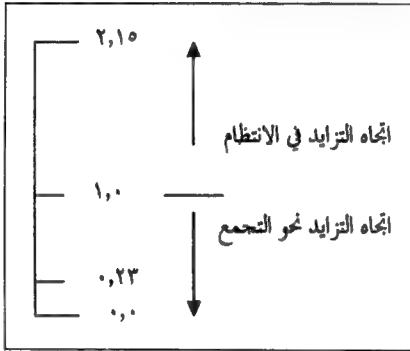 ٢,١٥
اتجاه التزايد في الانتظام
١,٠
اتجاه التزايد نحو التجمع
٠,٢٣
٠,٠